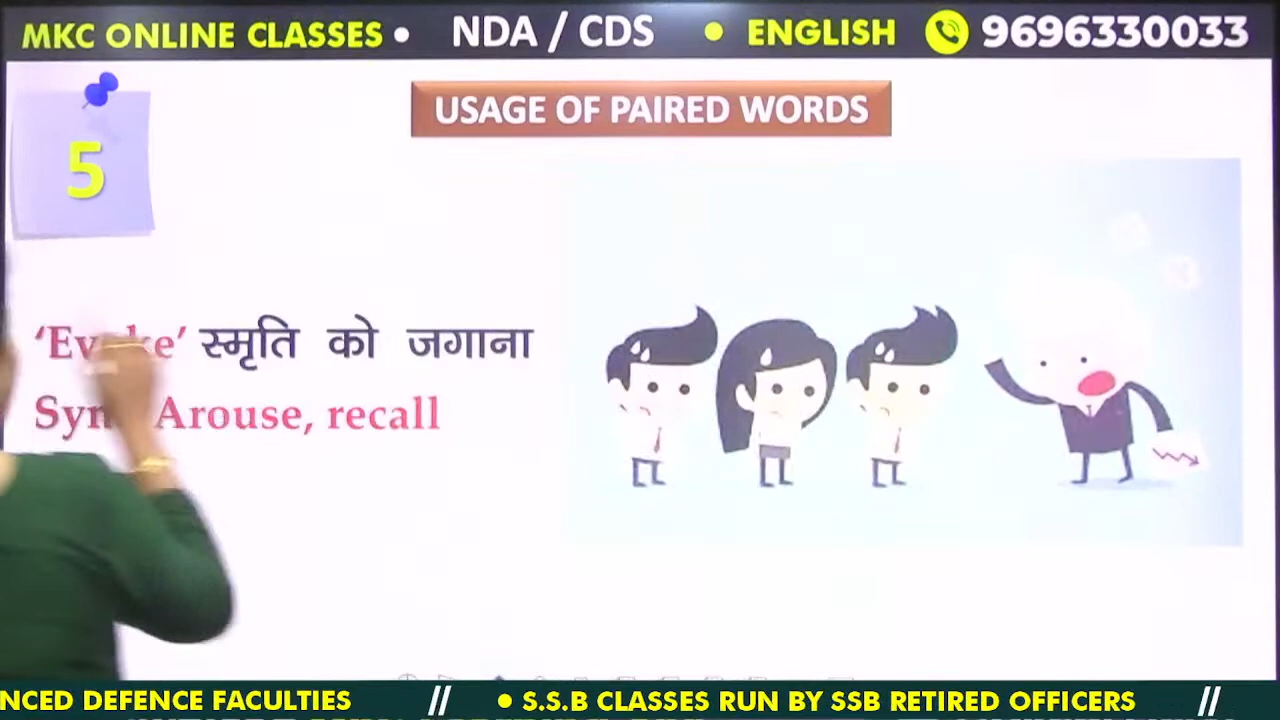 MKC ONLINE CLASSES • NDA / CDS • ENGLISH 9696330033
USAGE OF PAIRED WORDS
5
स्मृति को जगाना
Arouse, recall
NCED DEFENCE FACULTIES // • S.S.B CLASSES RUN BY SSB RETIRED OFFICERS //